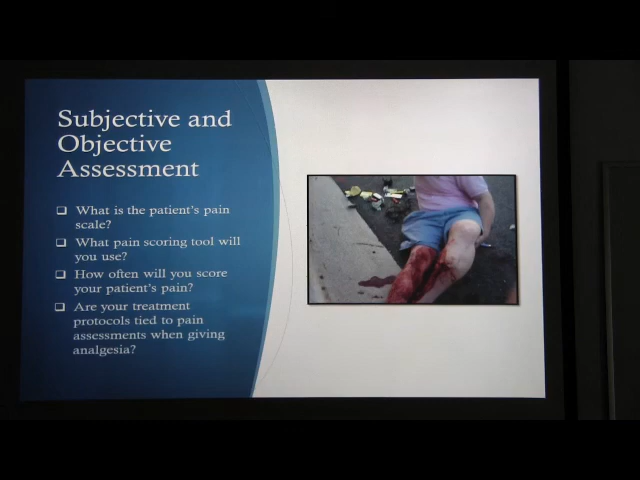 Subjective and
Objective
Assessment
❑ What is the patient's pain
scale?
❑ What pain scoring tool will
you use?
❑ How often will you score
your patient's pain?
❑ Are your treatment
protocols tied to pain
assessments when giving
analgesia?